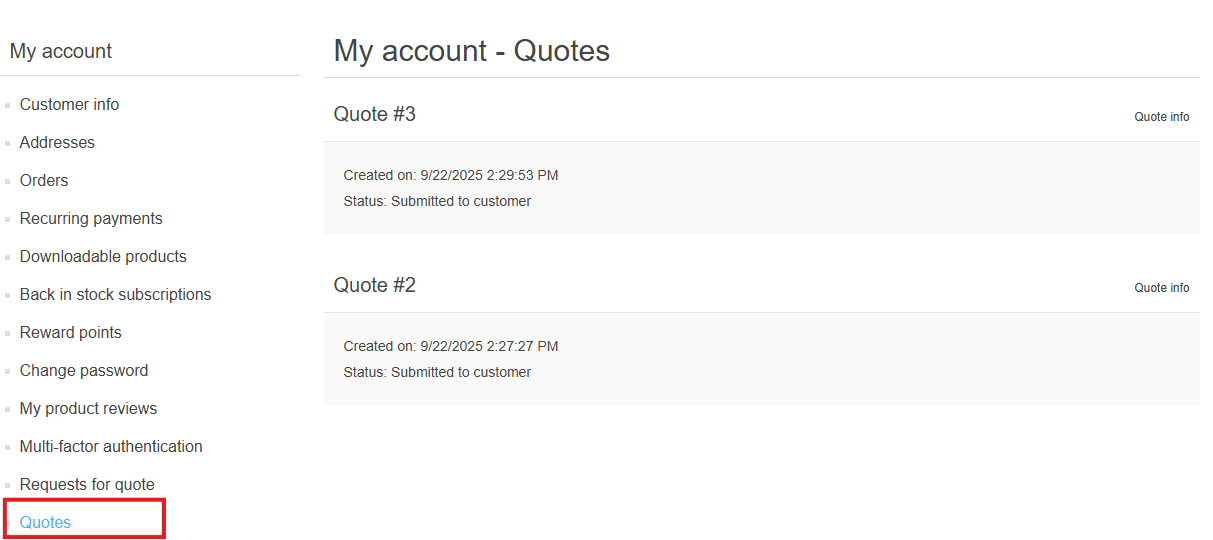 My account
Customer info
Addresses
Orders
Recurring payments
Downloadable products
Back in stock subscriptions
Reward points
Change password
My product reviews
Multi-factor authentication
Requests for quote
Quotes
My account - Quotes
Quote #3
Quote info
Created on: 9/22/2025 2:29:53 PM
Status: Submitted to customer
Quote #2
Quote info
Created on: 9/22/2025 2:27:27 PM
Status: Submitted to customer